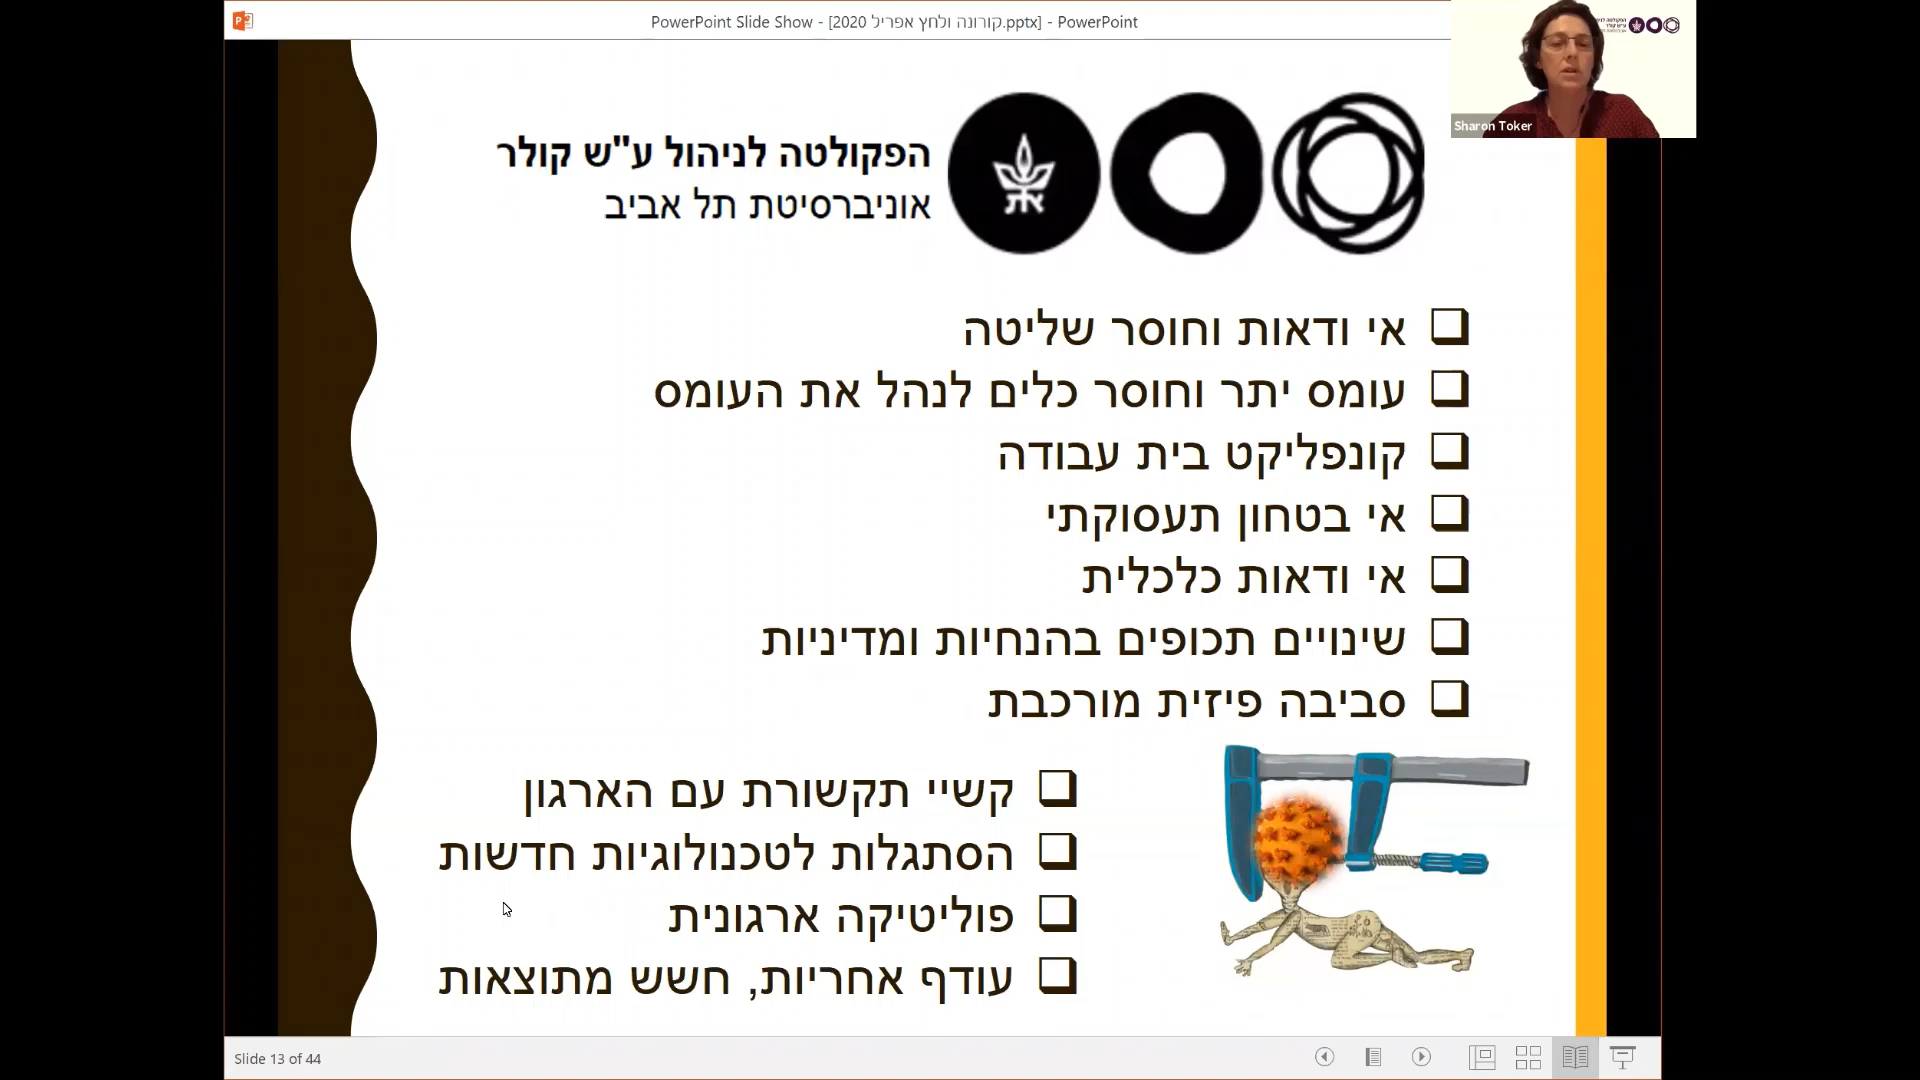 PowerPoint Slide Show - [קורונה ולחץ אפריל 2020.pptx] - PowerPoint
Sharon Toker
הפקולטה לניהול ע"ש קולר
אוניברסיטת תל אביב
אי ודאות וחוסר שליטה
עומס יתר וחוסר כלים לנהל את העומס
קונפליקט בית עבודה
אי בטחון תעסוקתי
אי ודאות כלכלית
שינויים תכופים בהנחיות ומדיניות
סביבה פיזית מורכבת
קשיי תקשורת עם הארגון
הסתגלות לטכנולוגיות חדשות
פוליטיקה ארגונית
עודף אחריות, חשש מתוצאות
Slide 13 of 44